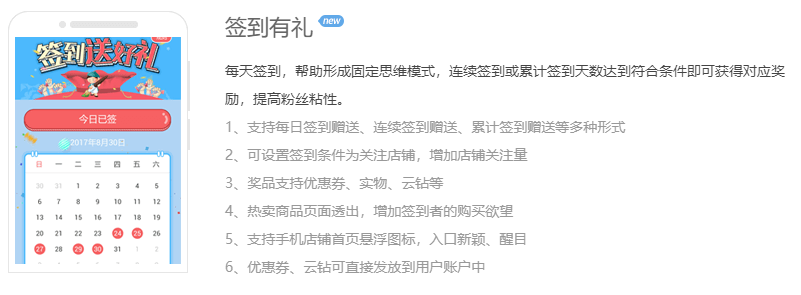 签到有礼 new
每天签到，帮助形成固定思维模式，连续签到或累计签到天数达到符合条件即可获得对应奖
励，提高粉丝粘性。
1、支持每日签到赠送、连续签到赠送、累计签到赠送等多种形式
2、可设置签到条件为关注店铺，增加店铺关注量
3、奖品支持优惠券、实物、云钻等
4、热卖商品页面透出，增加签到者的购买欲望
5、支持手机店铺首页悬浮图标，入口新颖、醒目
6、优惠券、云钻可直接发放到用户账户中
签到送好礼
今日已签
2017年8月30日
日 一 二 三 四 五 六
30 31 1 2 3 4 5
6 7 8 9 10 11 12
13 14 15 16 17 18 19
20 21 22 23 24 25 26
27 28 29 30 31 1 2